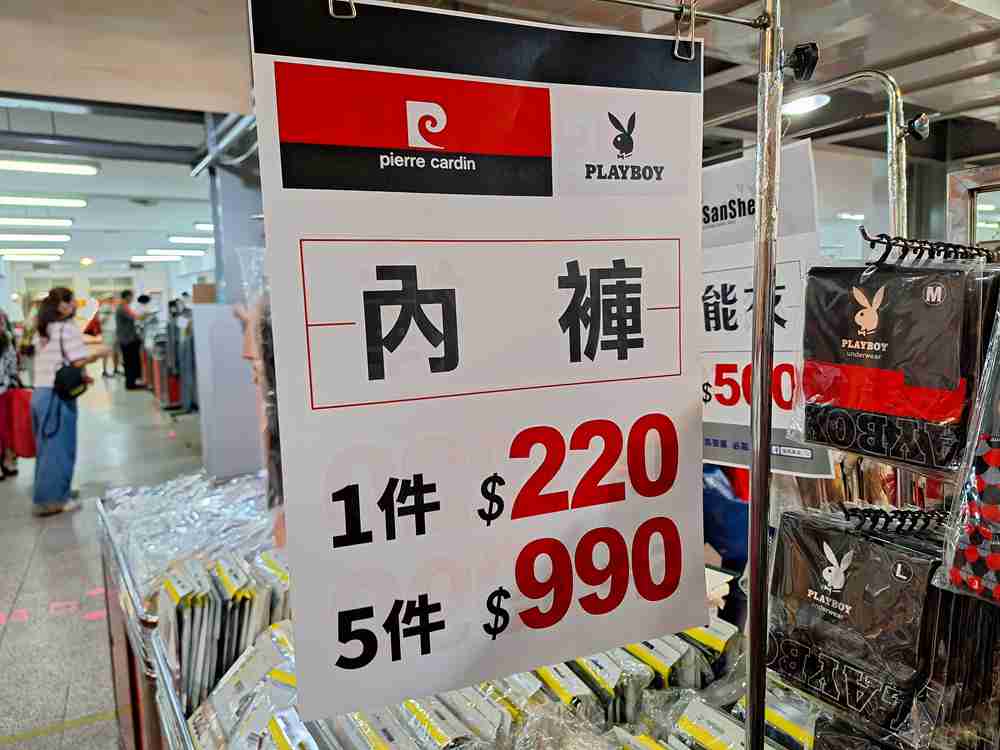 pierre cardin
PLAYBOY
內褲
1件 $220
5件 $990
SanShe
能衣
$500
M
PLAYBOY
underwear
L
PLAYBOY
underwear